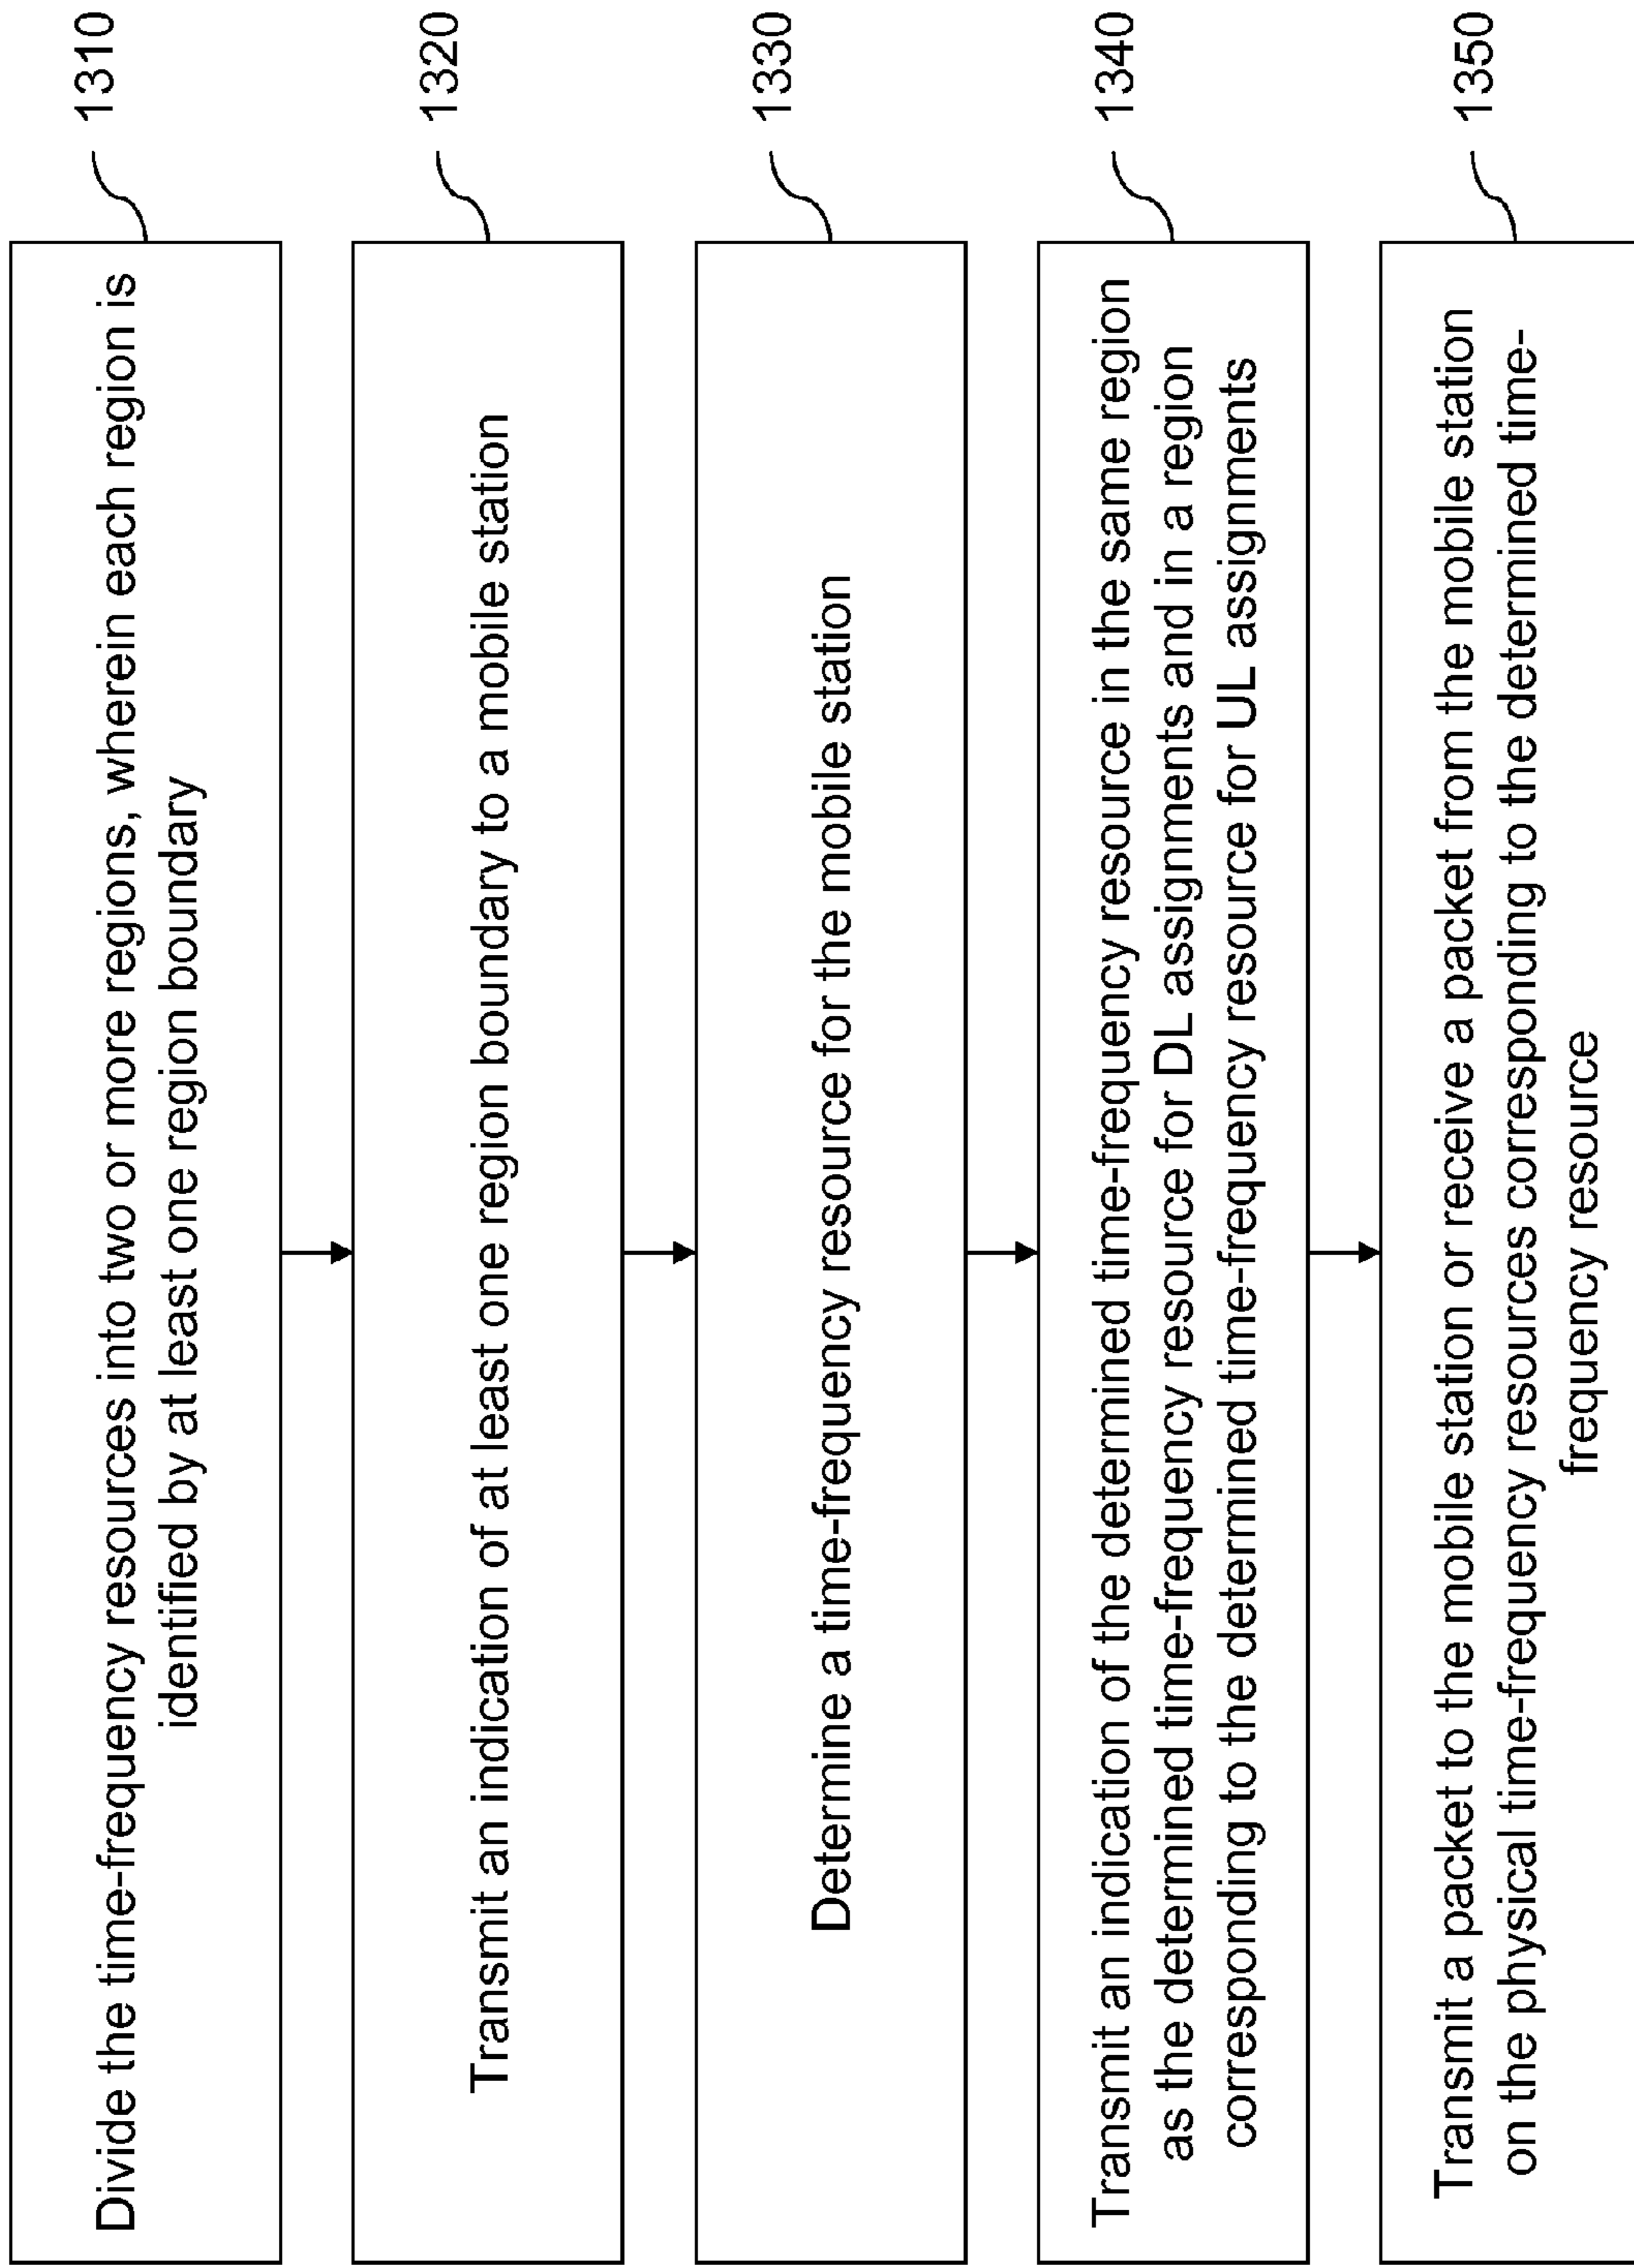 Divide the time-frequency resources into two or more regions, wherein each region is
identified by at least one region boundary
1310
Transmit an indication of at least one region boundary to a mobile station
1320
Determine a time-frequency resource for the mobile station
1330
Transmit an indication of the determined time-frequency resource in the same region
as the determined time-frequency resource for DL assignments and in a region
corresponding to the determined time-frequency resource for UL assignments
1340
Transmit a packet to the mobile station or receive a packet from the mobile station
on the physical time-frequency resources corresponding to the determined time-
frequency resource
1350